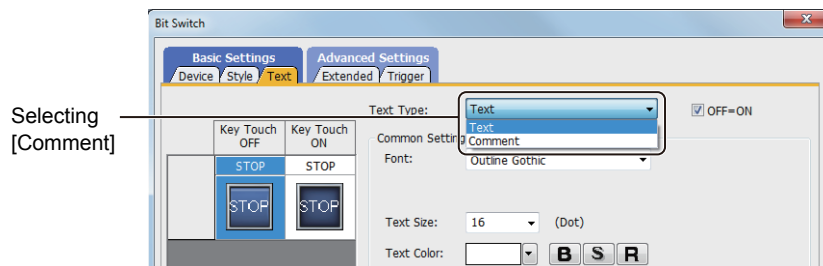 Bit Switch
Basic Settings Advanced Settings
Device Style Text Extended Trigger
Selecting
[Comment]
Text Type: Text OFF=ON
Text
Comment
Key Touch
OFF
Key Touch
ON
STOP STOP
STOP STOP
Common Setting
Font: Outline Gothic
Text Size: 16 (Dot)
Text Color: B S R